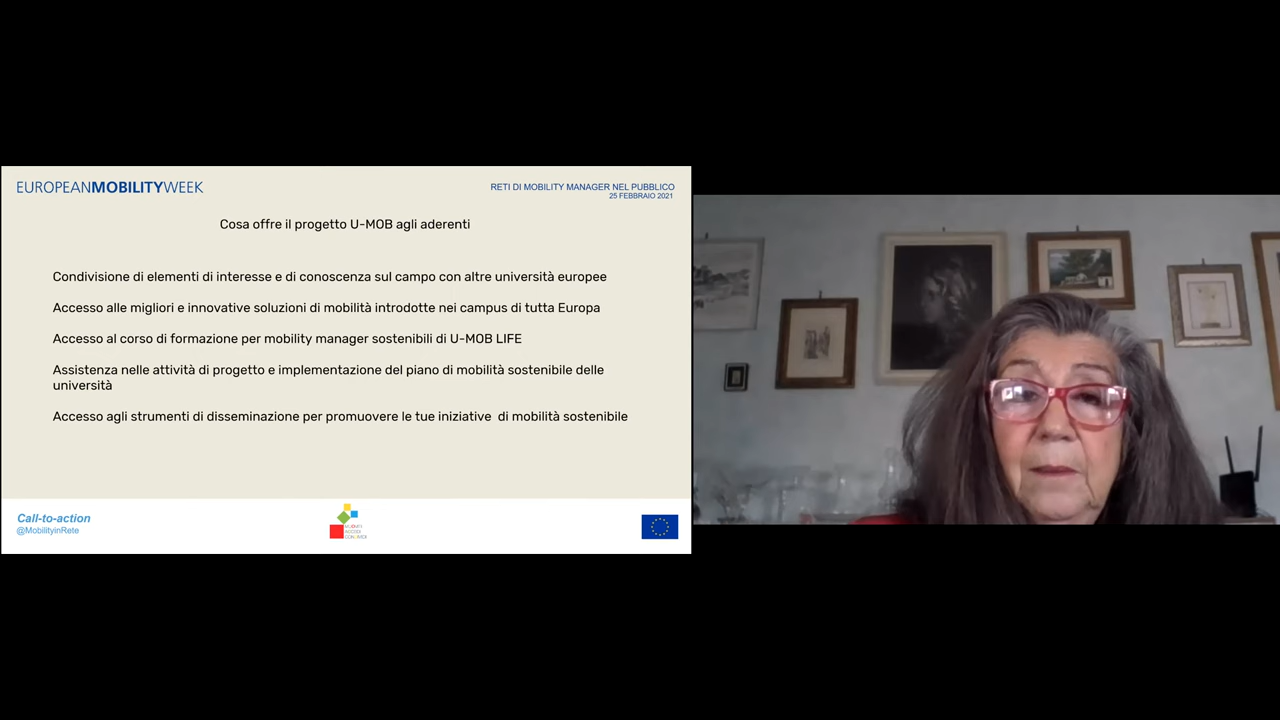 EUROPEANMOBILITYWEEK
RETI DI MOBILITY MANAGER NEL PUBBLICO
25 FEBBRAIO 2021
Cosa offre il progetto U-MOB agli aderenti
Condivisione di elementi di interesse e di conoscenza sul campo con altre università europee
Accesso alle migliori e innovative soluzioni di mobilità introdotte nei campus di tutta Europa
Accesso al corso di formazione per mobility manager sostenibili di U-MOB LIFE
Assistenza nelle attività di progetto e implementazione del piano di mobilità sostenibile delle
università
Accesso agli strumenti di disseminazione per promuovere le tue iniziative  di mobilità sostenibile
Call-to-action
@MobilityinRete